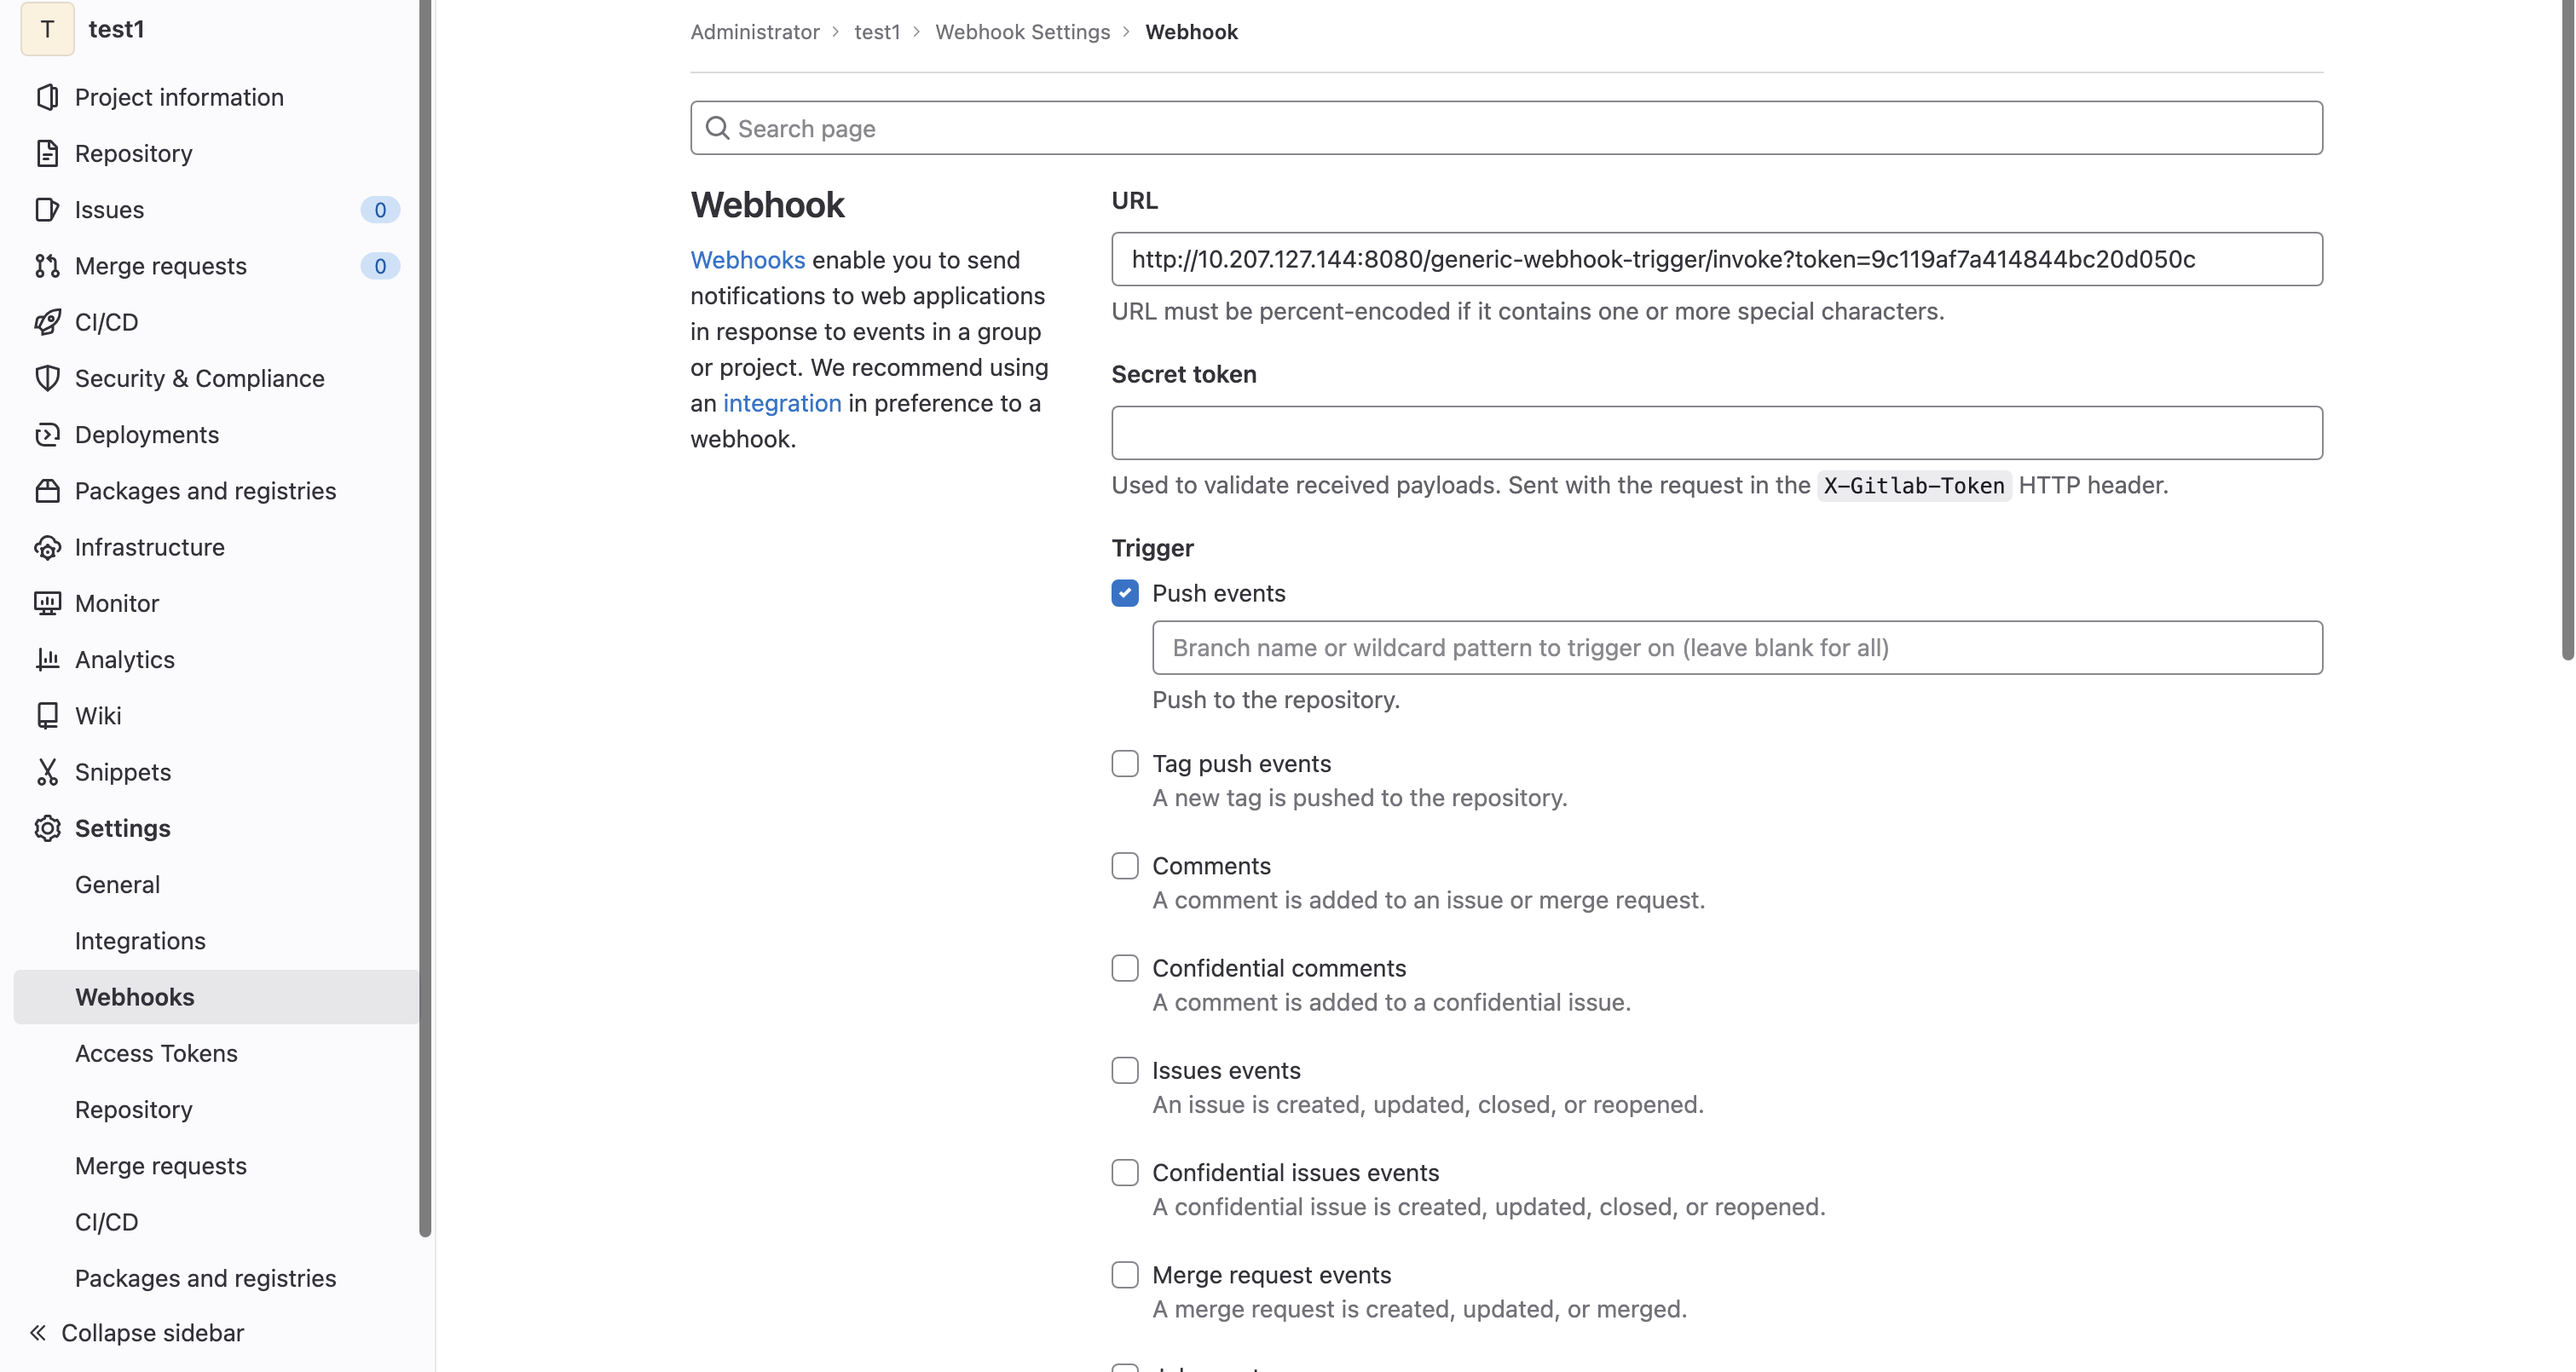 T test1
Project information
Repository
Issues 0
Merge requests 0
CI/CD
Security & Compliance
Deployments
Packages and registries
Infrastructure
Monitor
Analytics
Wiki
Snippets
Settings
General
Integrations
Webhooks
Access Tokens
Repository
Merge requests
CI/CD
Packages and registries
Collapse sidebar
Administrator > test1 > Webhook Settings > Webhook
Search page
Webhook
Webhooks enable you to send
notifications to web applications
in response to events in a group
or project. We recommend using
an integration in preference to a
webhook.
URL
http://10.207.127.144:8080/generic-webhook-trigger/invoke?token=9c119af7a414844bc20d050c
URL must be percent-encoded if it contains one or more special characters.
Secret token
Used to validate received payloads. Sent with the request in the X-Gitlab-Token HTTP header.
Trigger
Push events
Branch name or wildcard pattern to trigger on (leave blank for all)
Push to the repository.
Tag push events
A new tag is pushed to the repository.
Comments
A comment is added to an issue or merge request.
Confidential comments
A comment is added to a confidential issue.
Issues events
An issue is created, updated, closed, or reopened.
Confidential issues events
A confidential issue is created, updated, closed, or reopened.
Merge request events
A merge request is created, updated, or merged.